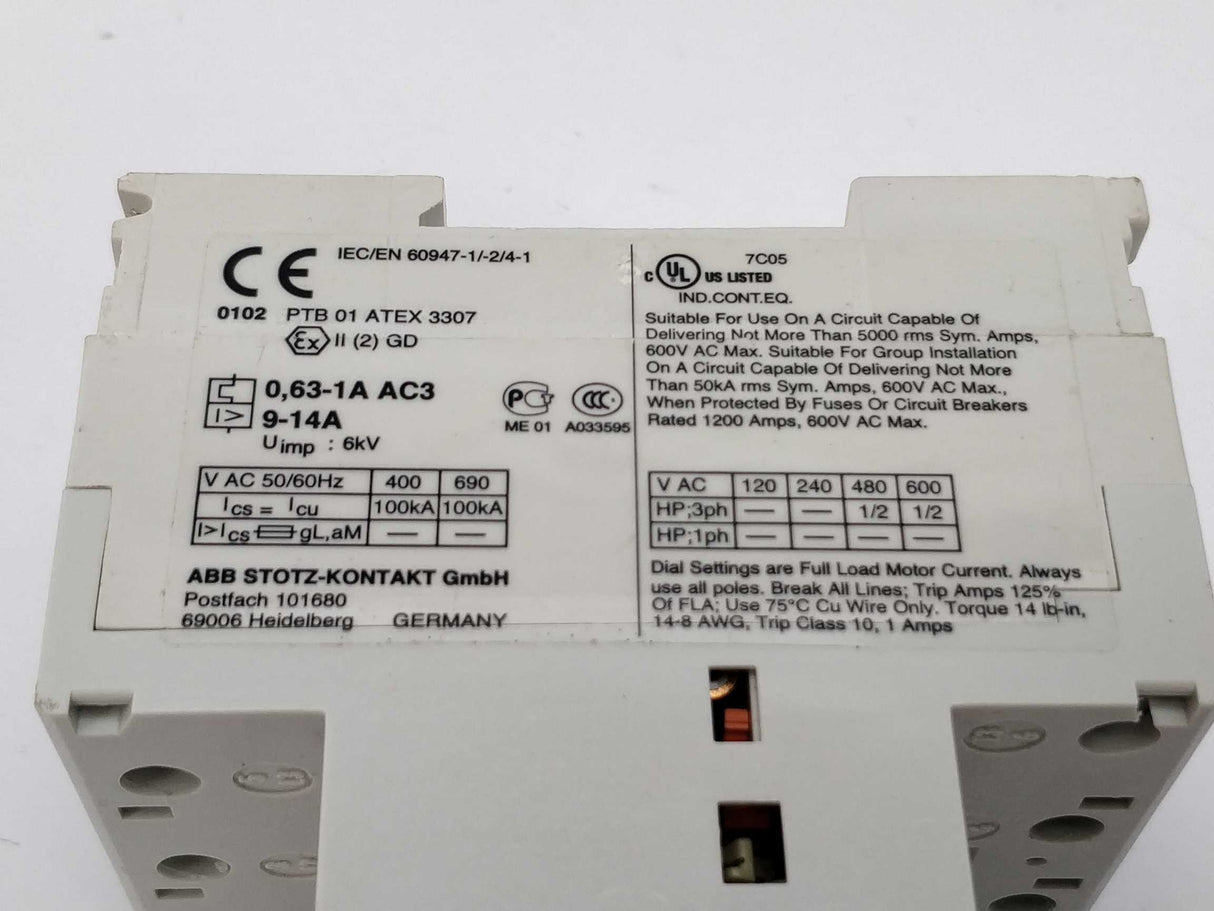 CE IEC/EN 60947-1/-2/4-1
0102 PTB 01 ATEX 3307
Ex II (2) GD
0,63-1A AC3
I> 9-14A
Uimp : 6kV
PCT
ME 01
CCC
A033595
V AC 50/60Hz 400 690
Ics = Icu 100kA 100kA
I>Ics gL,aM — —
ABB STOTZ-KONTAKT GmbH
Postfach 101680
69006 Heidelberg GERMANY
C UL US LISTED 7C05
IND.CONT.EQ.
Suitable For Use On A Circuit Capable Of
Delivering Not More Than 5000 rms Sym. Amps,
600V AC Max. Suitable For Group Installation
On A Circuit Capable Of Delivering Not More
Than 50kA rms Sym. Amps, 600V AC Max.,
When Protected By Fuses Or Circuit Breakers
Rated 1200 Amps, 600V AC Max.
V AC 120 240 480 600
HP;3ph — — 1/2 1/2
HP;1ph — — — —
Dial Settings are Full Load Motor Current. Always
use all poles. Break All Lines; Trip Amps 125%
Of FLA; Use 75°C Cu Wire Only. Torque 14 lb-in,
14-8 AWG, Trip Class 10, 1 Amps